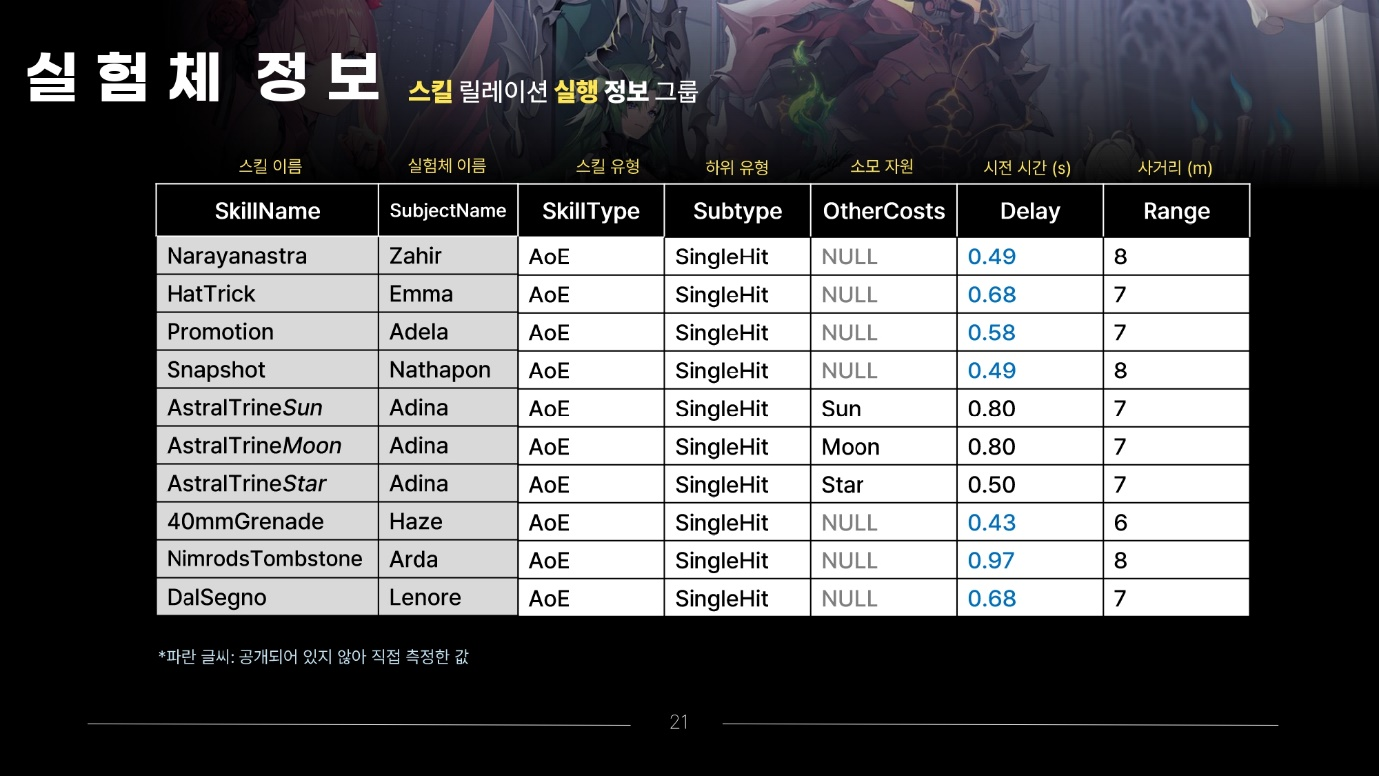 실험체 정보
스킬 릴레이션 실행 정보 그룹
스킬 이름 실험체 이름 스킬 유형 하위 유형 소모 자원 시전 시간 (s) 사거리 (m)
SkillName SubjectName SkillType Subtype OtherCosts Delay Range
Narayanastra Zahir AoE SingleHit NULL 0.49 8
HatTrick Emma AoE SingleHit NULL 0.68 7
Promotion Adela AoE SingleHit NULL 0.58 7
Snapshot Nathapon AoE SingleHit NULL 0.49 8
AstralTrineSun Adina AoE SingleHit Sun 0.80 7
AstralTrineMoon Adina AoE SingleHit Moon 0.80 7
AstralTrineStar Adina AoE SingleHit Star 0.50 7
40mmGrenade Haze AoE SingleHit NULL 0.43 6
NimrodsTombstone Arda AoE SingleHit NULL 0.97 8
DalSegno Lenore AoE SingleHit NULL 0.68 7
*파란 글씨: 공개되어 있지 않아 직접 측정한 값
21